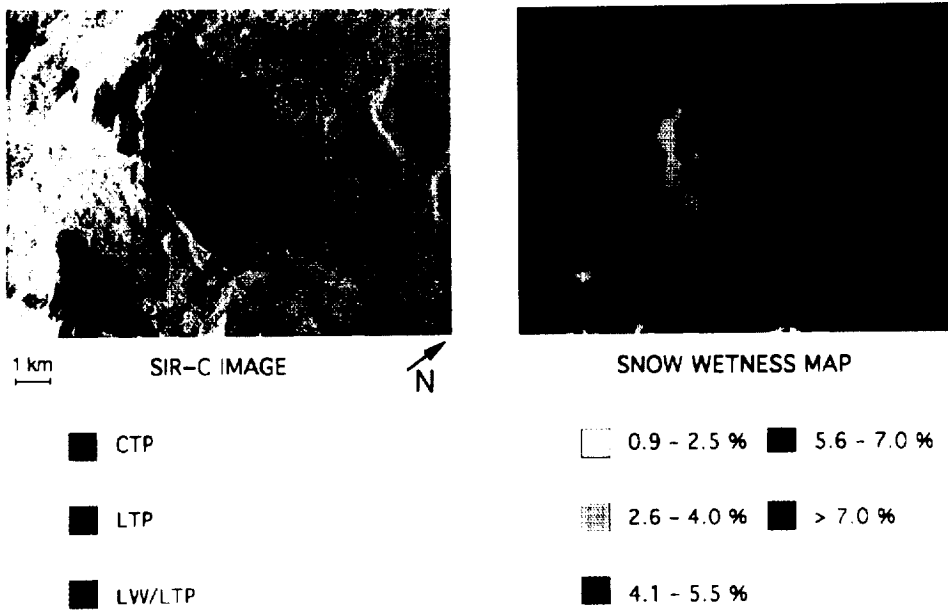 1 km
SIR-C IMAGE
N
SNOW WETNESS MAP
CTP
LTP
LW/LTP
0.9 - 2.5 %
5.6 - 7.0 %
2.6 - 4.0 %
> 7.0 %
4.1 - 5.5 %